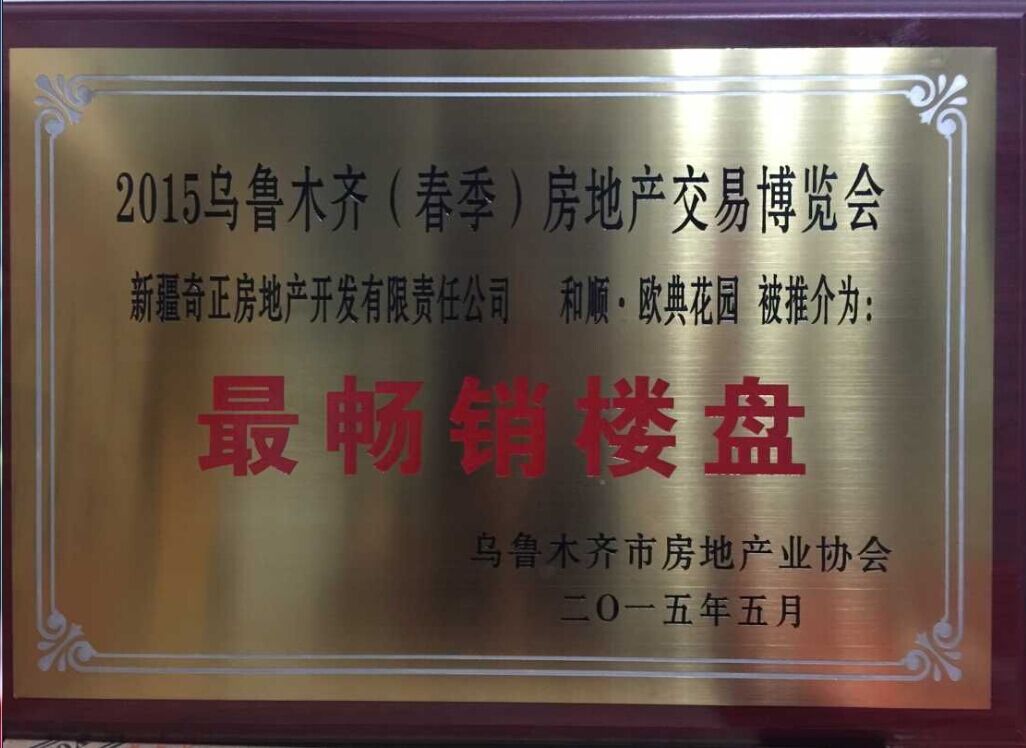 2015乌鲁木齐（春季）房地产交易博览会
新疆奇正房地产开发有限责任公司 和顺·欧典花园 被推介为：
最畅销楼盘
乌鲁木齐市房地产业协会
二〇一五年五月